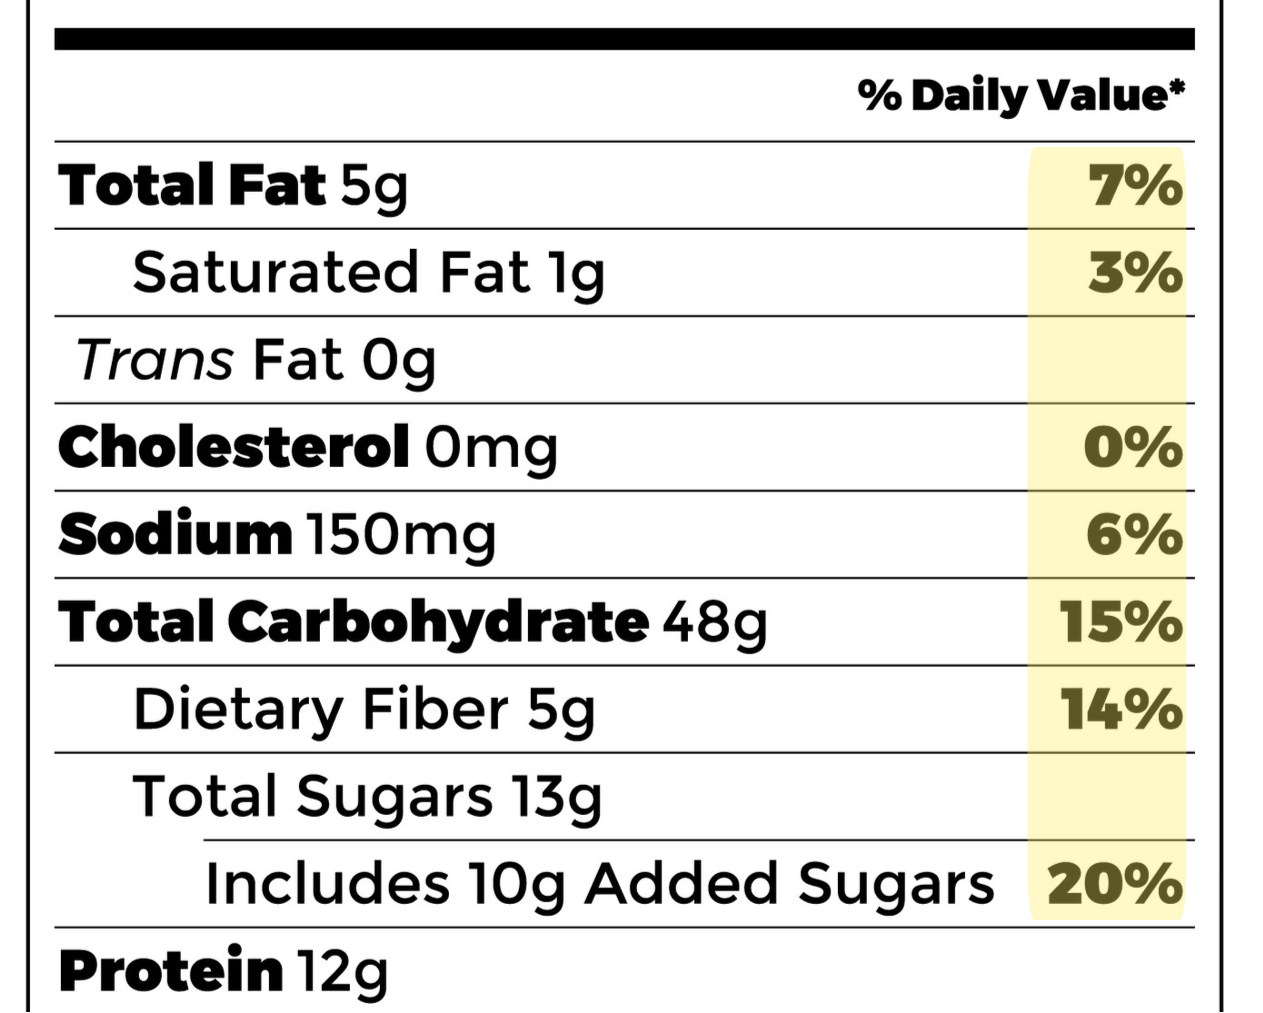 % Daily Value*
Total Fat 5g 7%
Saturated Fat 1g 3%
Trans Fat 0g
Cholesterol 0mg 0%
Sodium 150mg 6%
Total Carbohydrate 48g 15%
Dietary Fiber 5g 14%
Total Sugars 13g
Includes 10g Added Sugars 20%
Protein 12g